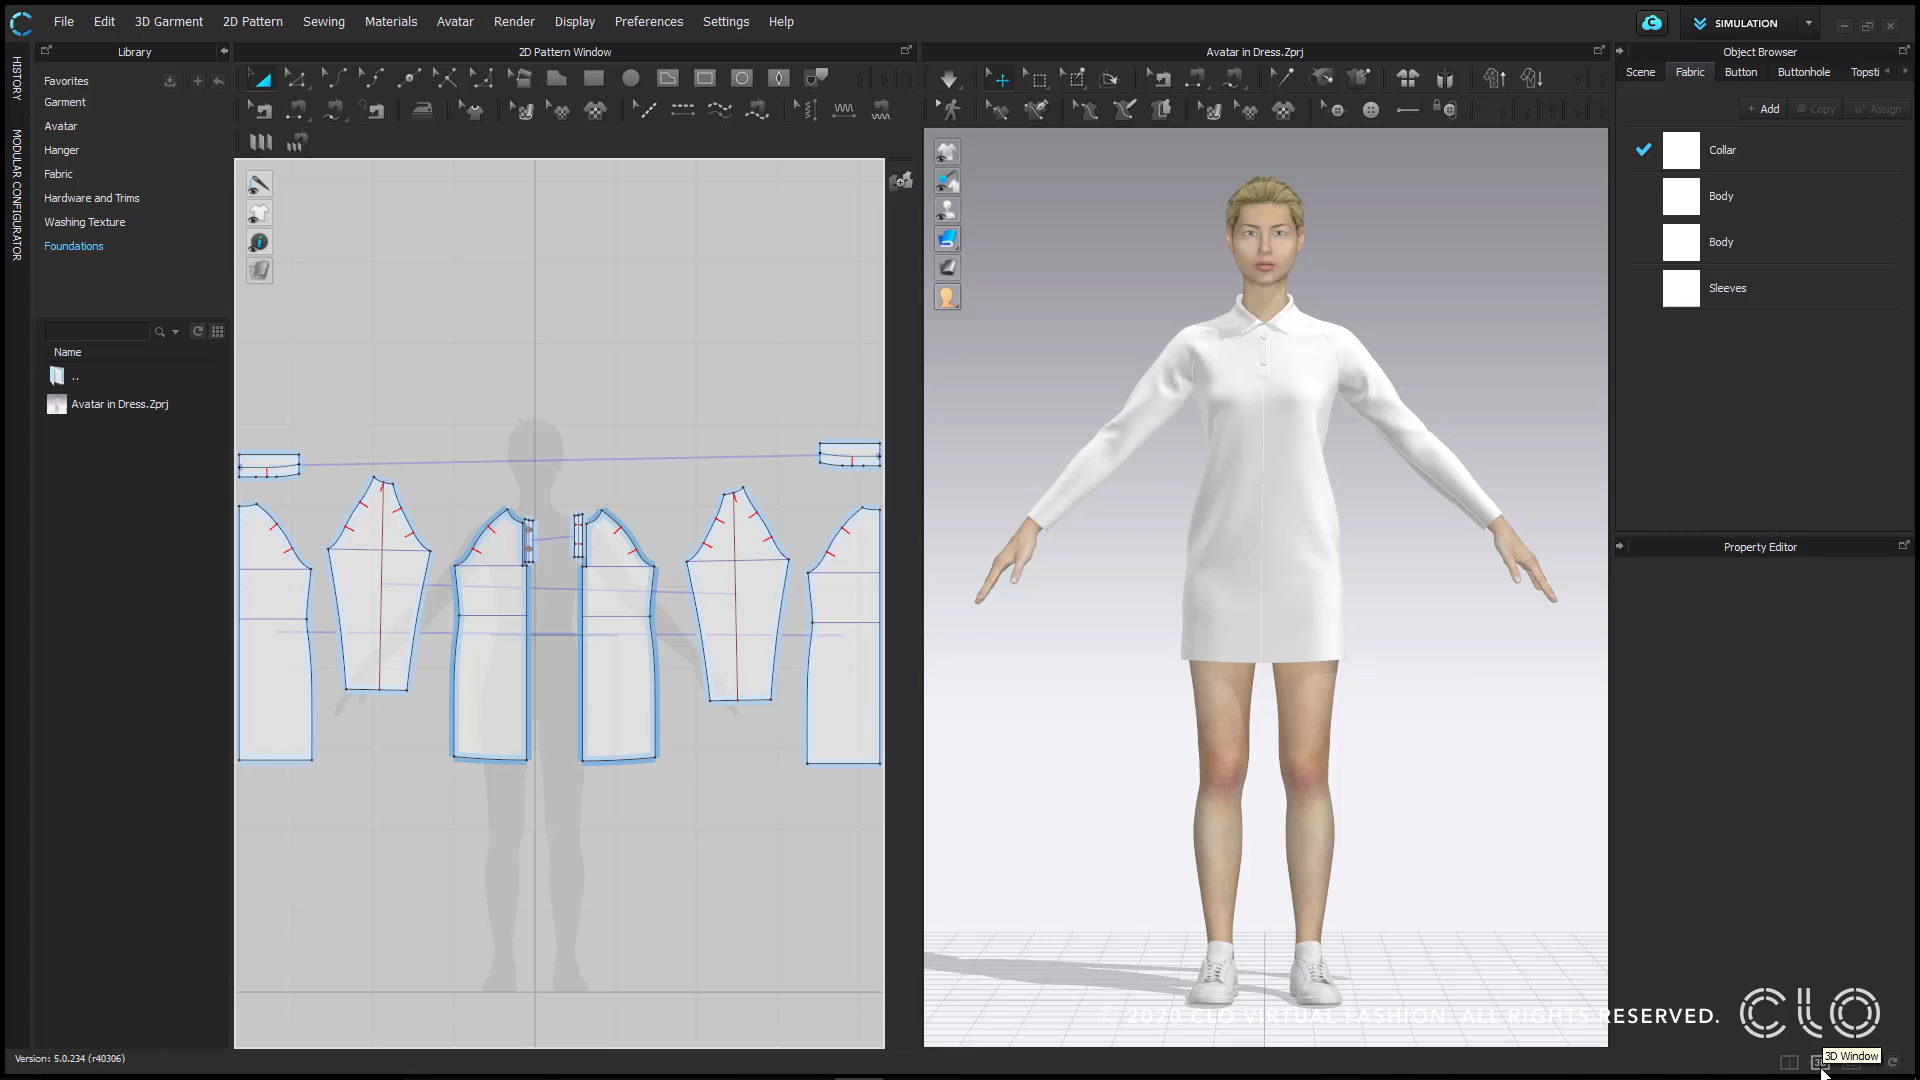 File Edit 3D Garment 2D Pattern Sewing Materials Avatar Render Display Preferences Settings Help
SIMULATION
Library
2D Pattern Window
Avatar in Dress.Zprj
Object Browser
HISTORY
MODULAR CONFIGURATOR
Favorites
Garment
Avatar
Hanger
Fabric
Hardware and Trims
Washing Texture
Foundations
Name
..
Avatar in Dress.Zprj
Scene Fabric Button Buttonhole Topsti
+ Add Copy Assign
Collar
Body
Body
Sleeves
Property Editor
© 2020 CLO VIRTUAL FASHION. ALL RIGHTS RESERVED.
CLO
3D Window
Version: 5.0.234 (r40306)